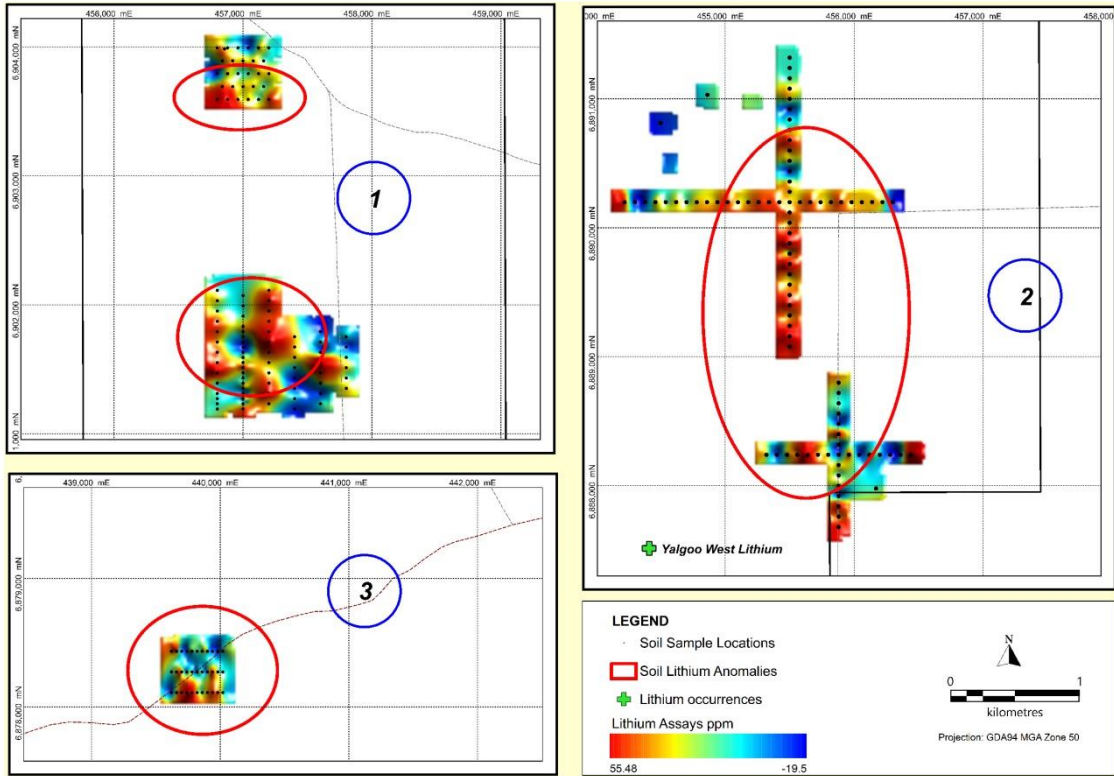 456,000 mE 457,000 mE 458,000 mE 459,000 mE
6,904,000 mN
6,903,000 mN
6,902,000 mN
1,000 mN
1
000 mE 455,000 mE 456,000 mE 457,000 mE 458,0
6,891,000 mN
6,890,000 mN
6,889,000 mN
6,888,000 mN
2
Yalgoo West Lithium
439,000 mE 440,000 mE 441,000 mE 442,000 mE
6,879,000 mN
6,878,000 mN
3
LEGEND
Soil Sample Locations
Soil Lithium Anomalies
Lithium occurrences
Lithium Assays ppm
55.48 -19.5
N
0 1
kilometres
Projection: GDA94 MGA Zone 50